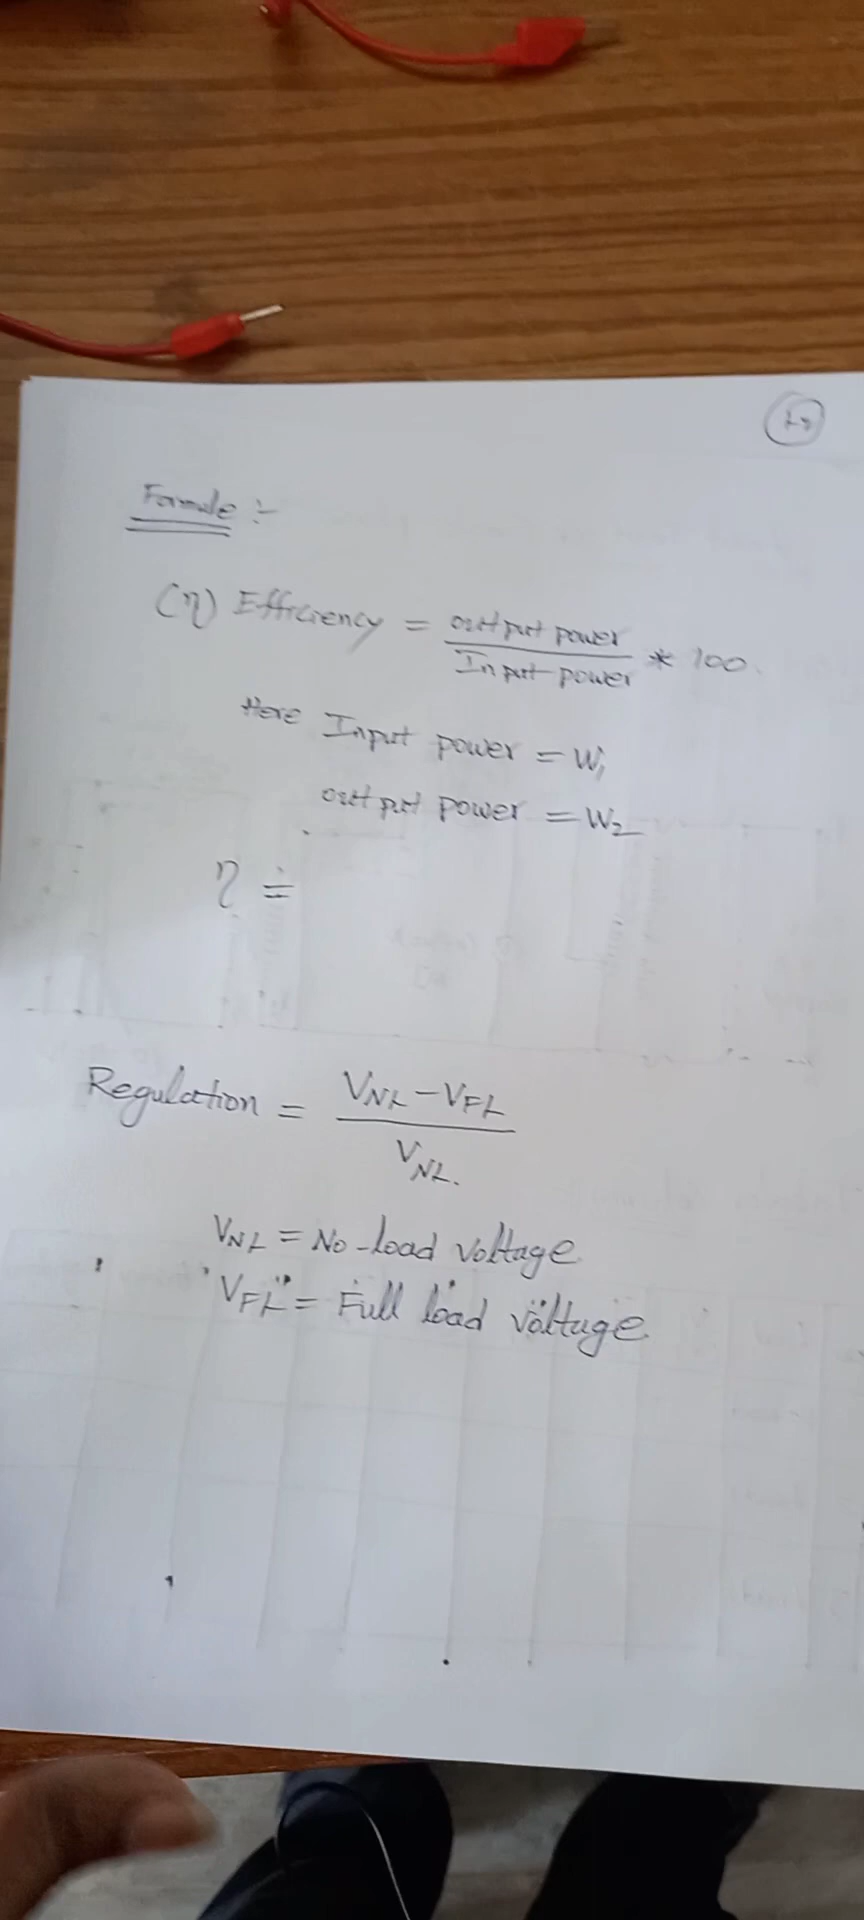 Formule :-
(η) Efficiency = output power / Input power * 100.
Here Input power = W1
output power = W2
η =
Regulation = VNL - VFL / VNL.
VNL = No-load voltage
VFL = Full load voltage